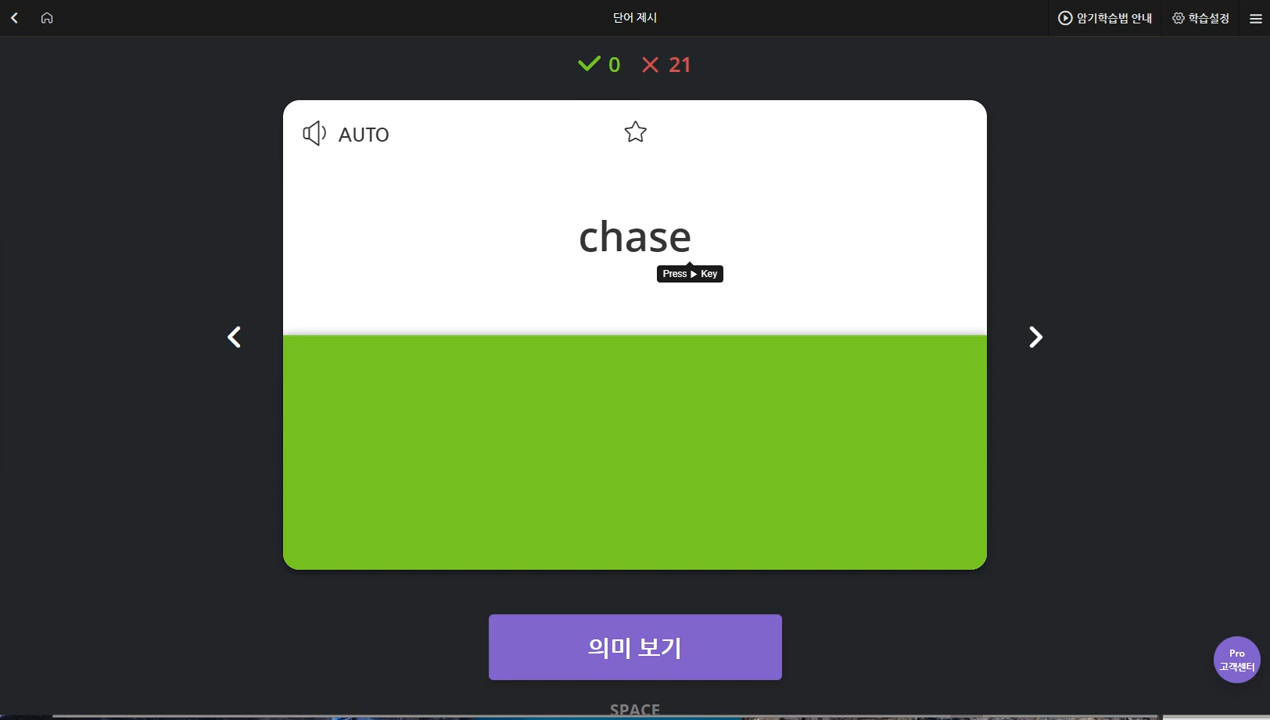 단어 제시
암기학습법 안내
학습설정
0
21
AUTO
chase
Press ▶ Key
의미 보기
Pro
고객센터
SPACE